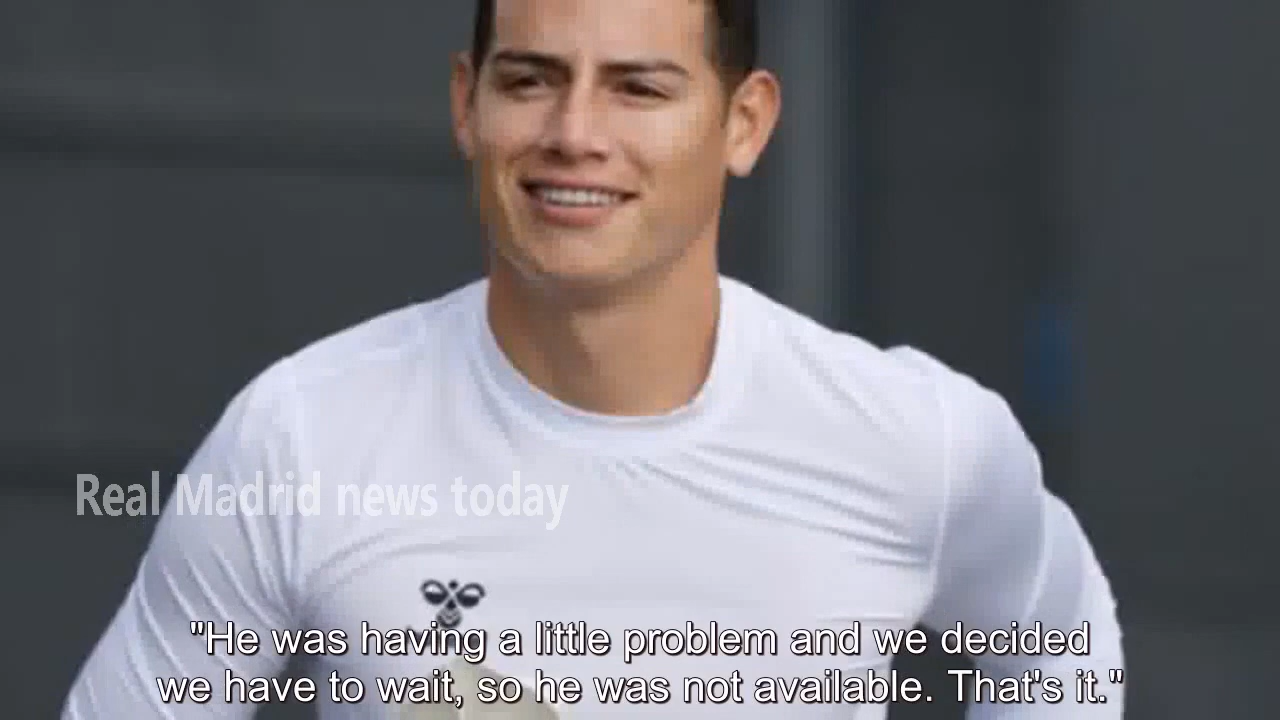 Real Madrid news today
"He was having a little problem and we decided
we have to wait, so he was not available. That's it."